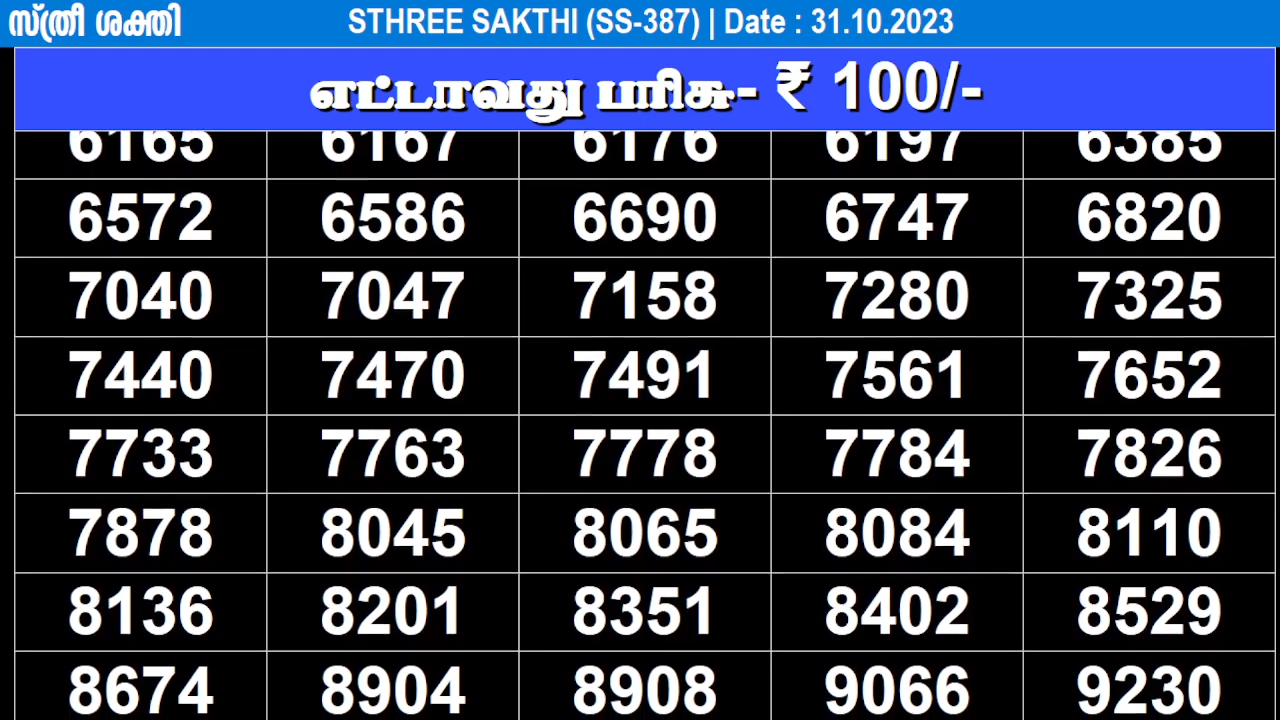 സ്ത്രീ ശക്തി STHREE SAKTHI (SS-387) | Date : 31.10.2023
எட்டாவது பரிசு- ₹ 100/-
6165 6167 6176 6197 6385
6572 6586 6690 6747 6820
7040 7047 7158 7280 7325
7440 7470 7491 7561 7652
7733 7763 7778 7784 7826
7878 8045 8065 8084 8110
8136 8201 8351 8402 8529
8674 8904 8908 9066 9230